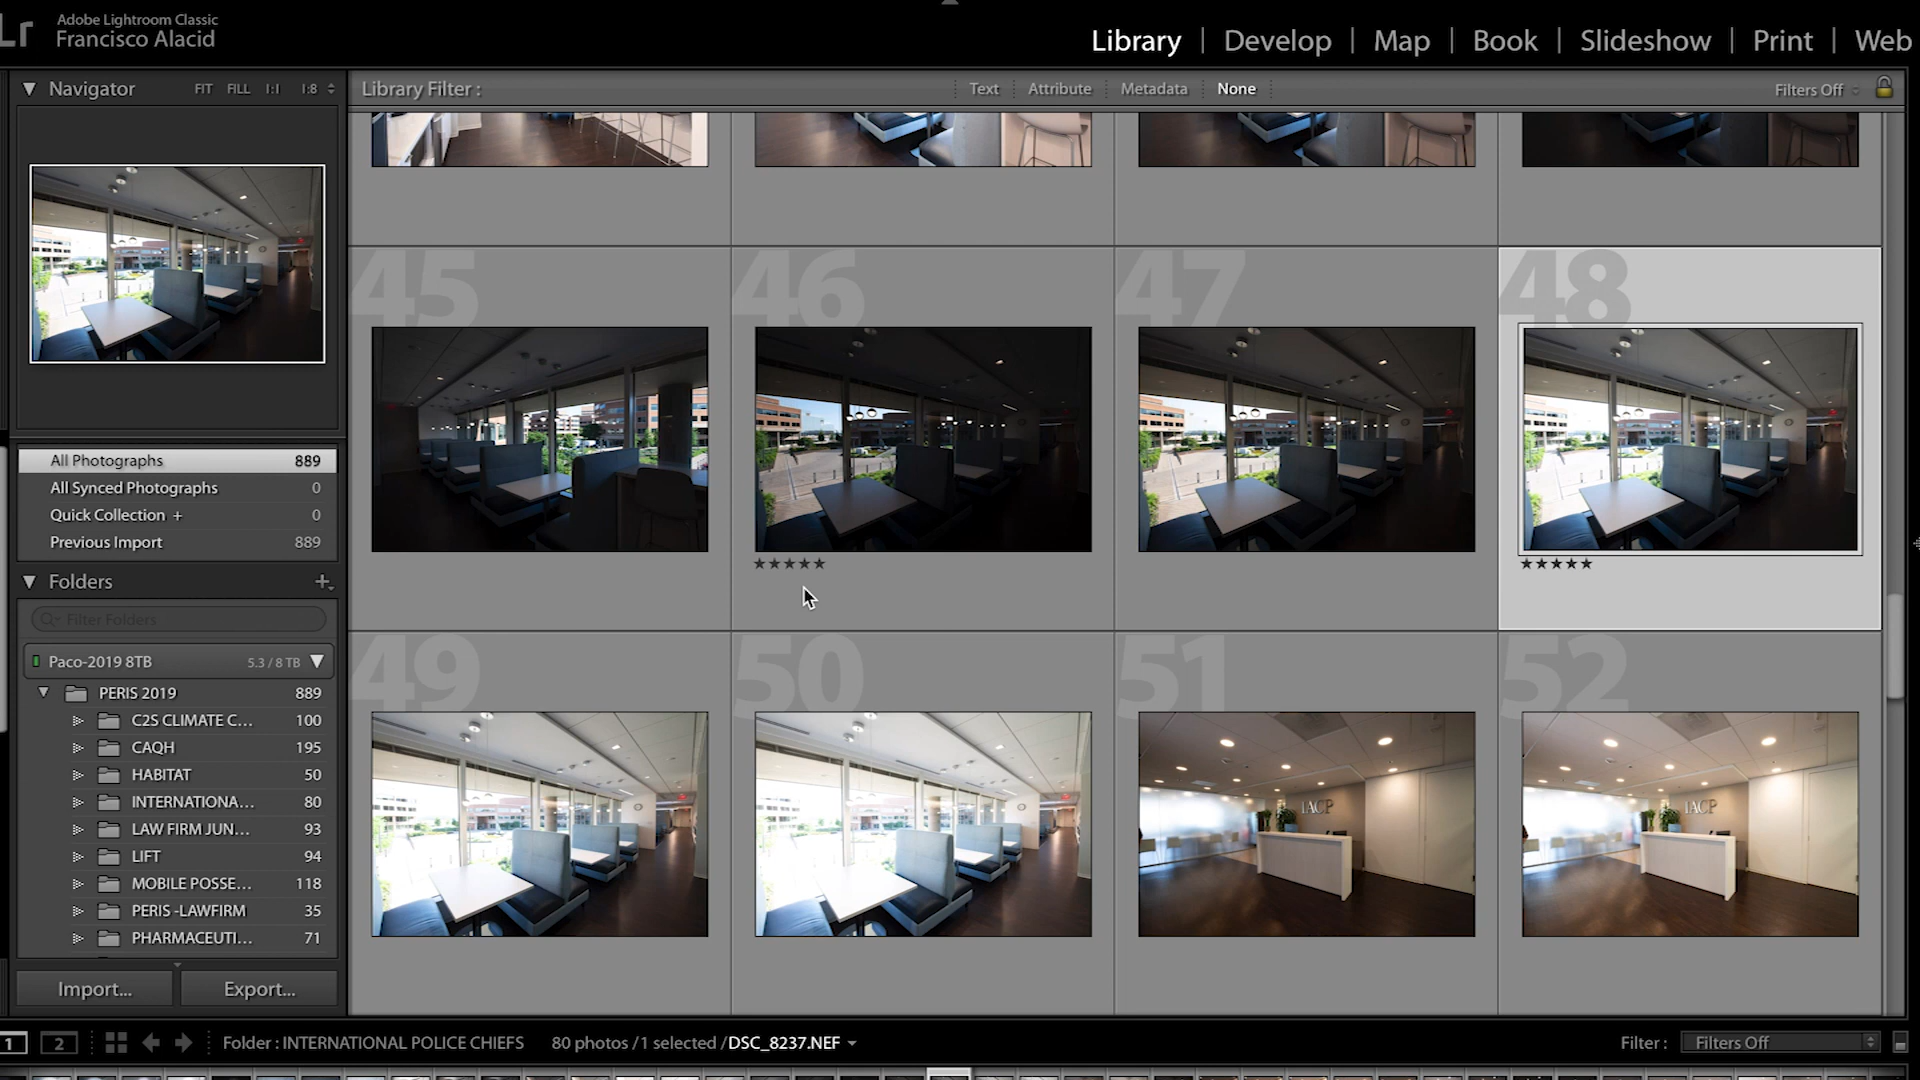 Lr
Adobe Lightroom Classic
Francisco Alacid
Library | Develop | Map | Book | Slideshow | Print | Web
Navigator FIT FILL 1:1 1:8
Library Filter : Text Attribute Metadata None Filters Off
All Photographs 889
All Synced Photographs 0
Quick Collection + 0
Previous Import 889
Folders +
Filter Folders
Paco-2019 8TB 5.3 / 8 TB
PERIS 2019 889
C2S CLIMATE C... 100
CAQH 195
HABITAT 50
INTERNATIONA... 80
LAW FIRM JUN... 93
LIFT 94
MOBILE POSSE... 118
PERIS -LAWFIRM 35
PHARMACEUTI... 71
Import... Export...
45 46 47 48
★★★★★ ★★★★★
49 50 51 52
IACP IACP
1 2 Folder : INTERNATIONAL POLICE CHIEFS 80 photos /1 selected /DSC_8237.NEF Filter : Filters Off